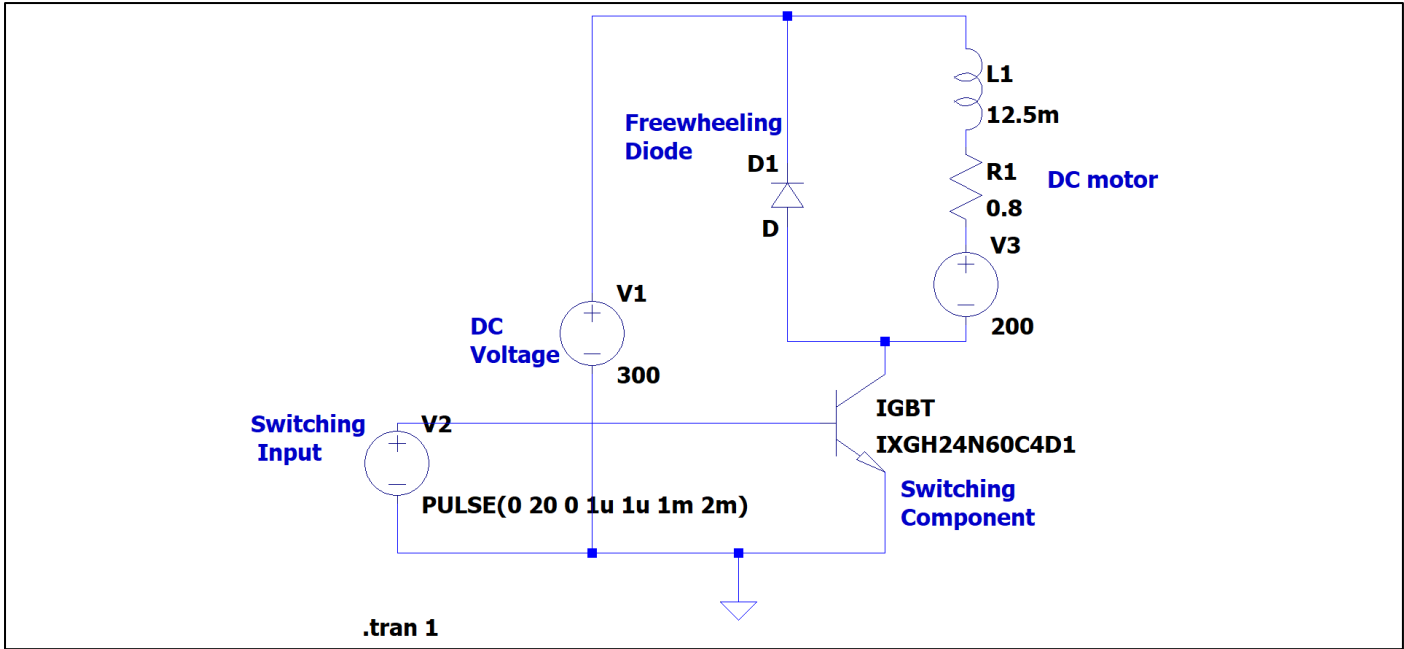 L1
12.5m
Freewheeling
Diode
D1
D
R1
0.8
DC motor
V3
200
V1
DC
Voltage
300
Switching
Input
V2
PULSE(0 20 0 1u 1u 1m 2m)
IGBT
IXGH24N60C4D1
Switching
Component
.tran 1